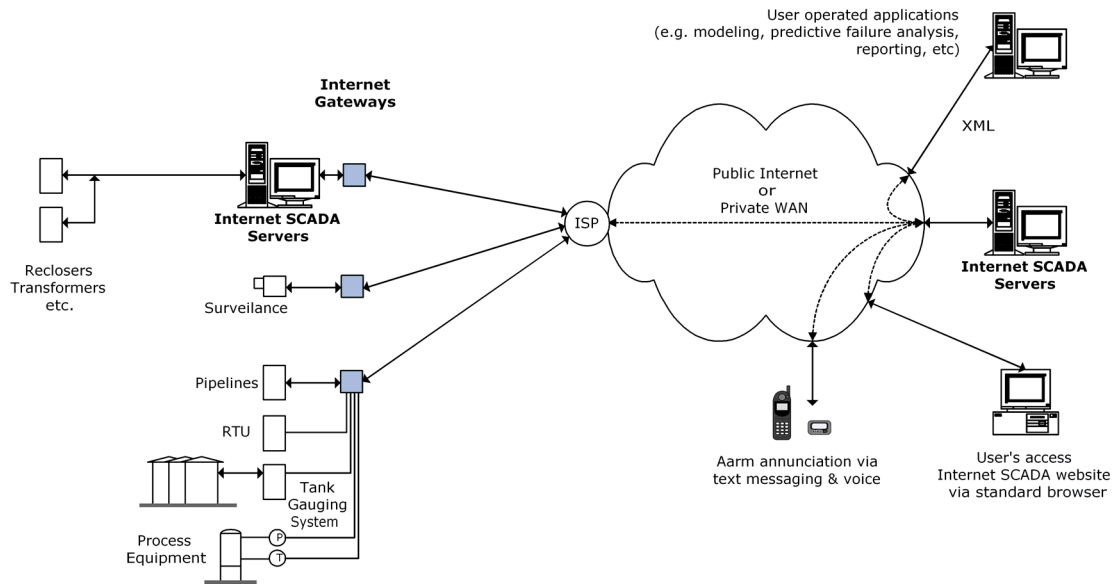 User operated applications
(e.g. modeling, predictive failure analysis,
reporting, etc)
Internet
Gateways
XML
Public Internet
or
Private WAN
Internet SCADA
Servers
ISP
Internet SCADA
Servers
Reclosers
Transformers
etc.
Surveilance
Pipelines
RTU
Tank
Gauging
System
Process
Equipment
P
T
Aarm annunciation via
text messaging & voice
User's access
Internet SCADA website
via standard browser